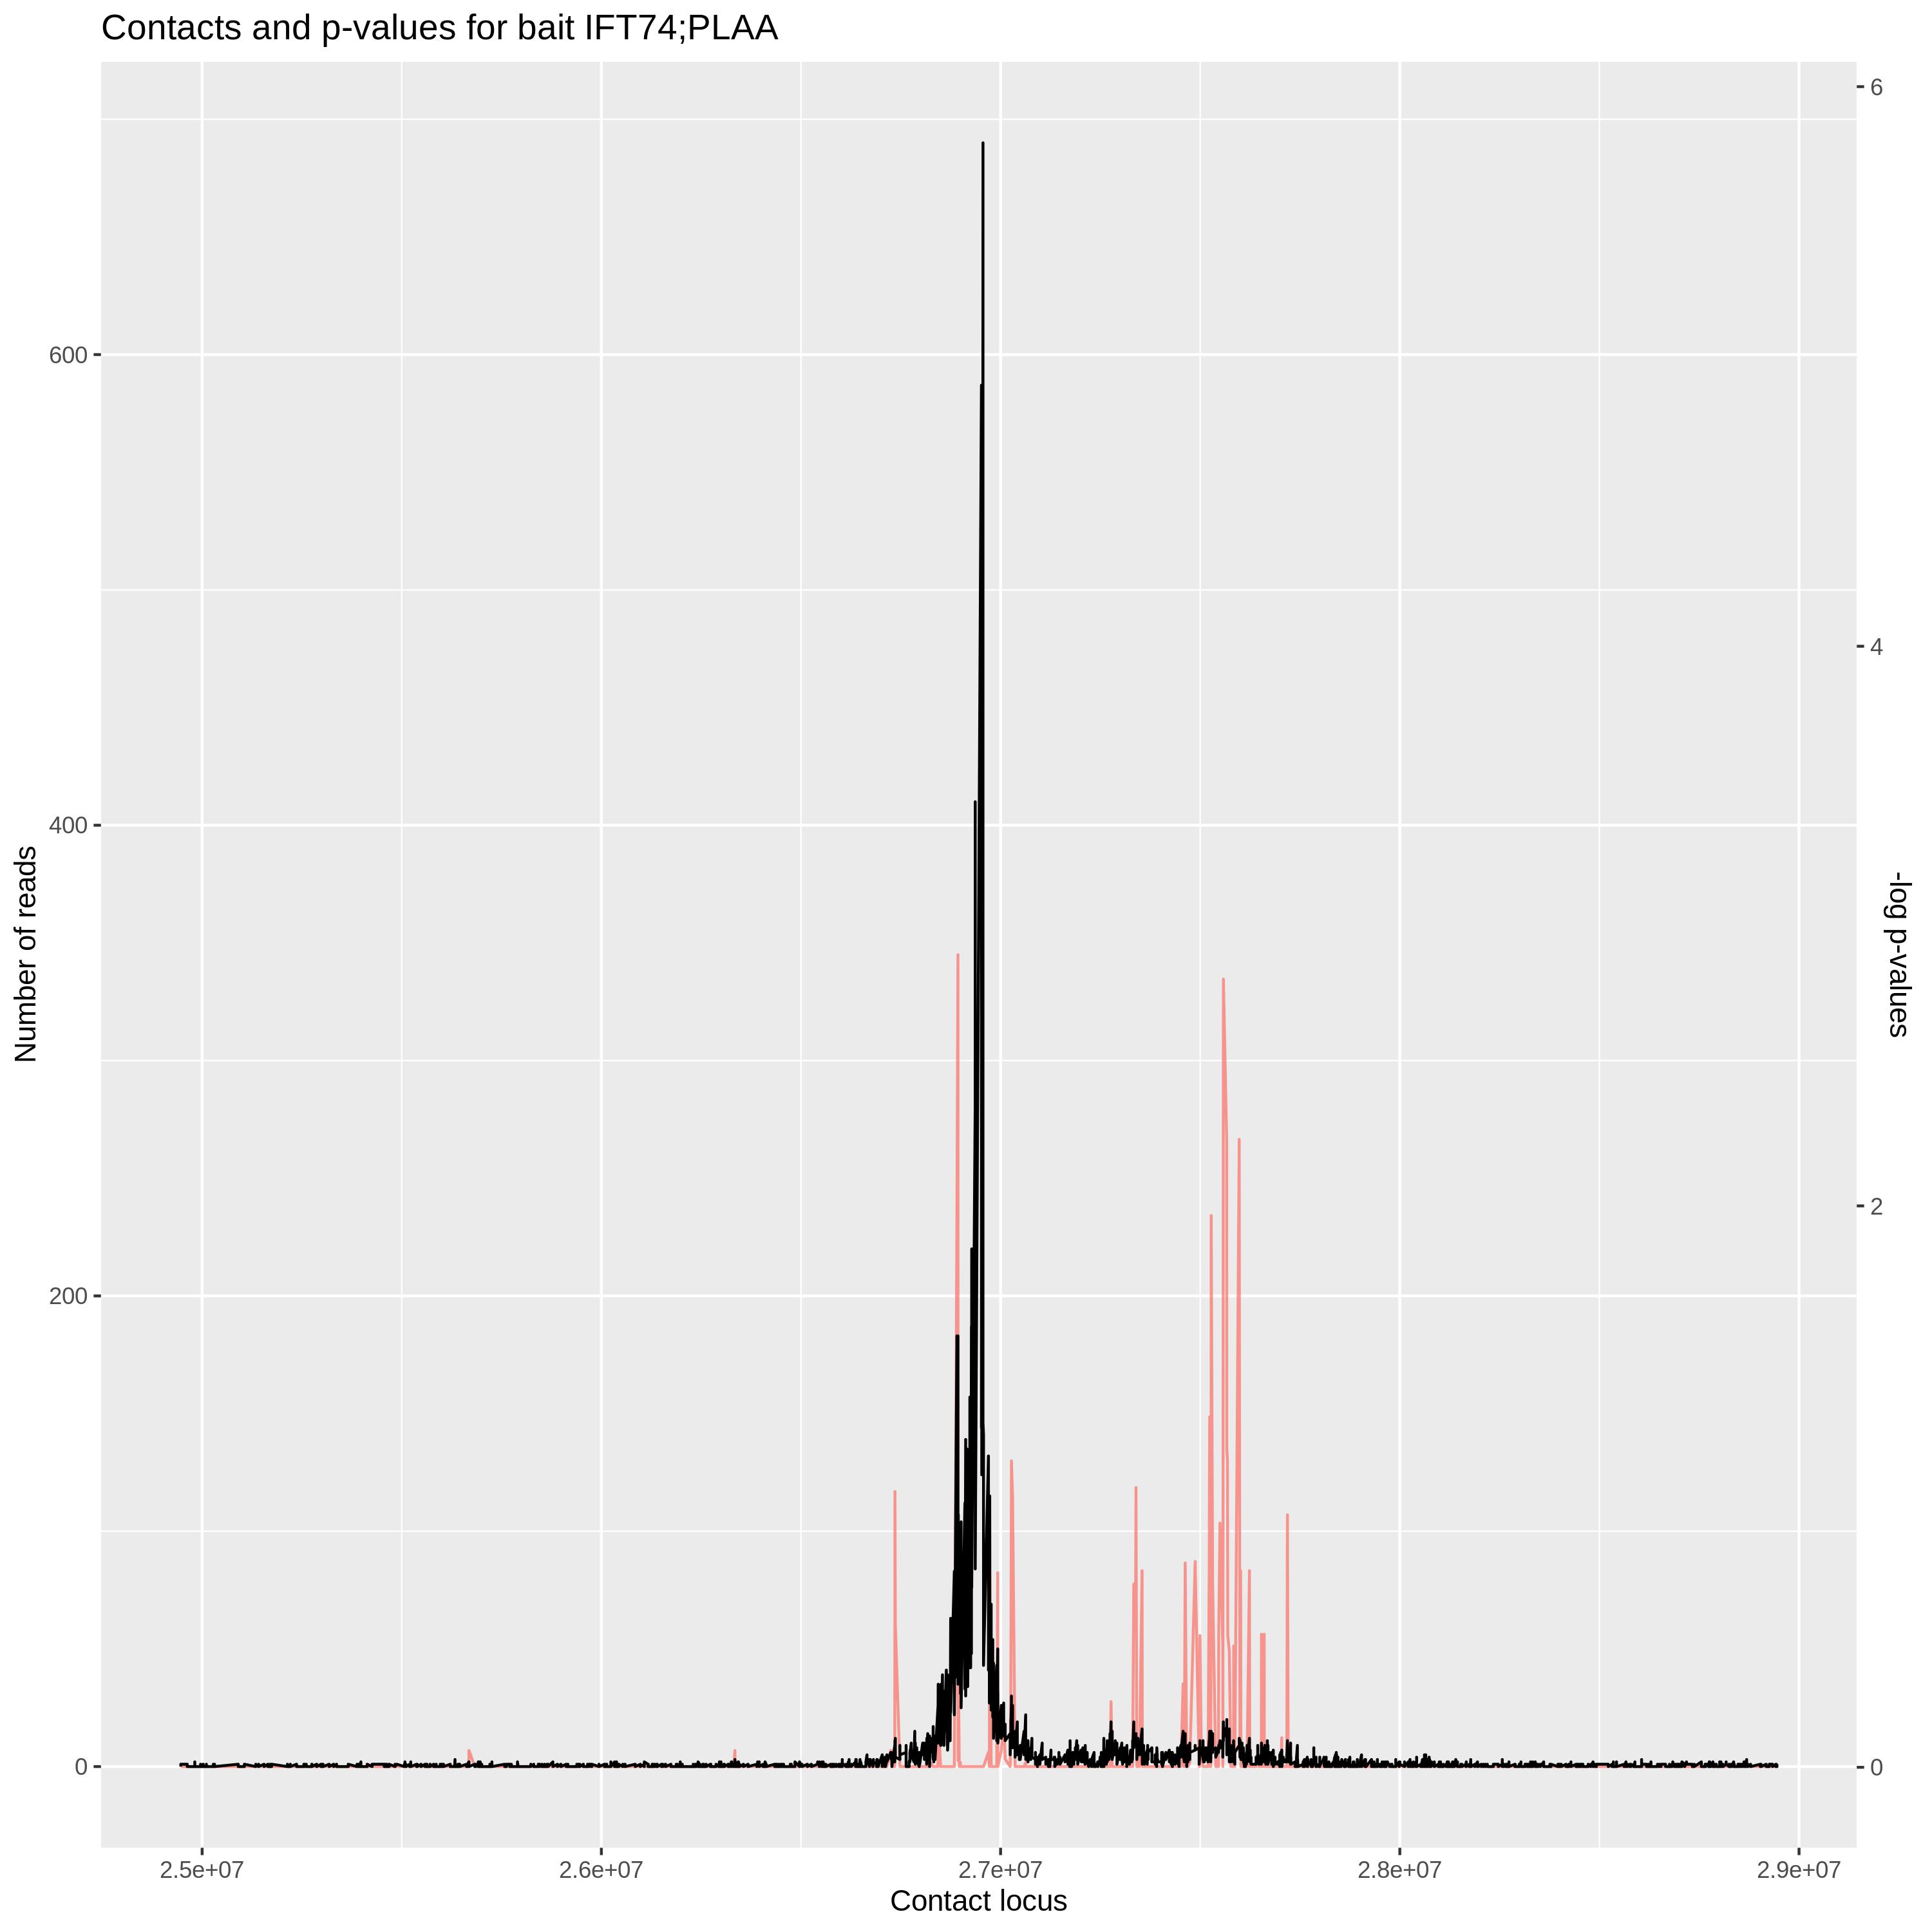 Contacts and p-values for bait IFT74;PLAA
Number of reads
600
400
200
0
6
4
2
0
-log p-values
2.5e+07
2.6e+07
2.7e+07
2.8e+07
2.9e+07
Contact locus